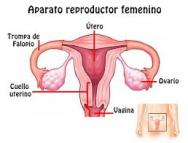 Aparato reproductor femenino
Útero
Trompa de
Falopio
Ovario
Cuello
uterino
Vagina